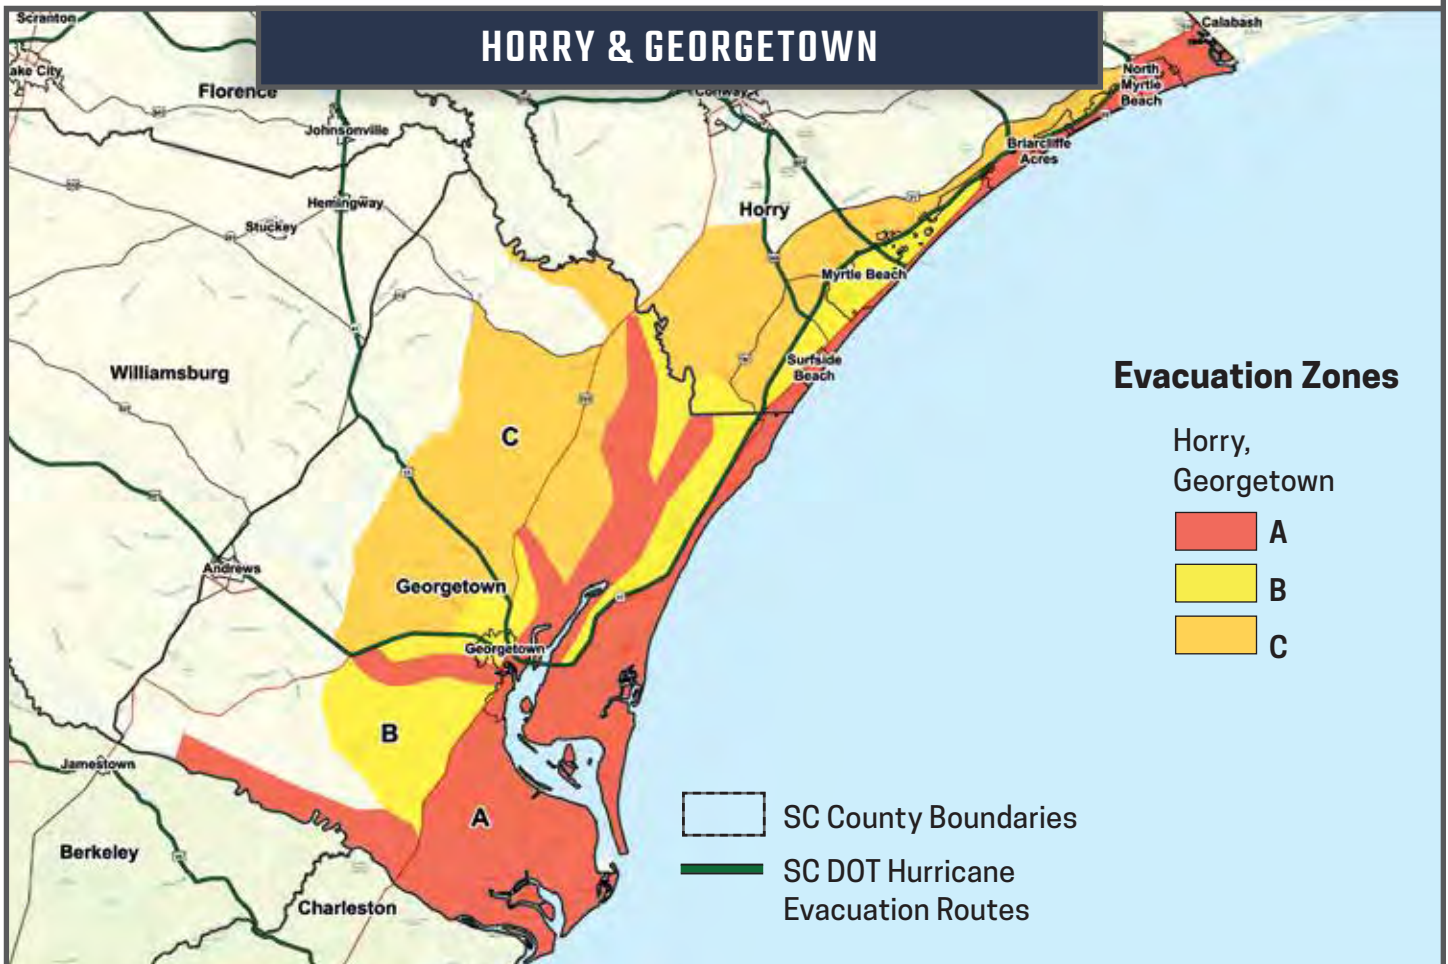 HORRY & GEORGETOWN
Scranton
Calabash
ake City
Florence
Conway
North
Myrtle
Beach
Johnsonville
Briarcliffe
Acres
Hemingway
Stuckey
Horry
Myrtle Beach
Williamsburg
Surfside
Beach
Evacuation Zones
Horry,
Georgetown
A
B
C
C
Andrews
Georgetown
Georgetown
B
Jamestown
A
SC County Boundaries
Berkeley
SC DOT Hurricane
Evacuation Routes
Charleston